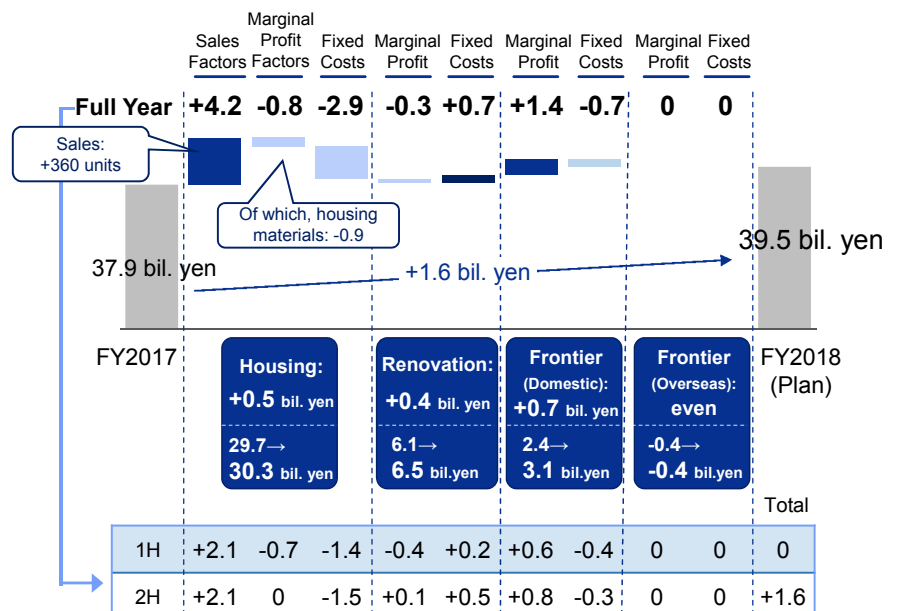 Sales Factors
Marginal Profit Factors
Fixed Costs
Marginal Profit
Fixed Costs
Marginal Profit
Fixed Costs
Marginal Profit
Fixed Costs
Full Year +4.2 -0.8 -2.9 -0.3 +0.7 +1.4 -0.7 0 0
Sales:
+360 units
Of which, housing
materials: -0.9
37.9 bil. yen
+1.6 bil. yen
39.5 bil. yen
FY2017
Housing:
+0.5 bil. yen
29.7→
30.3 bil. yen
Renovation:
+0.4 bil. yen
6.1→
6.5 bil.yen
Frontier
(Domestic):
+0.7 bil. yen
2.4→
3.1 bil.yen
Frontier
(Overseas):
even
-0.4→
-0.4 bil.yen
FY2018
(Plan)
Total
1H +2.1 -0.7 -1.4 -0.4 +0.2 +0.6 -0.4 0 0 0
2H +2.1 0 -1.5 +0.1 +0.5 +0.8 -0.3 0 0 +1.6